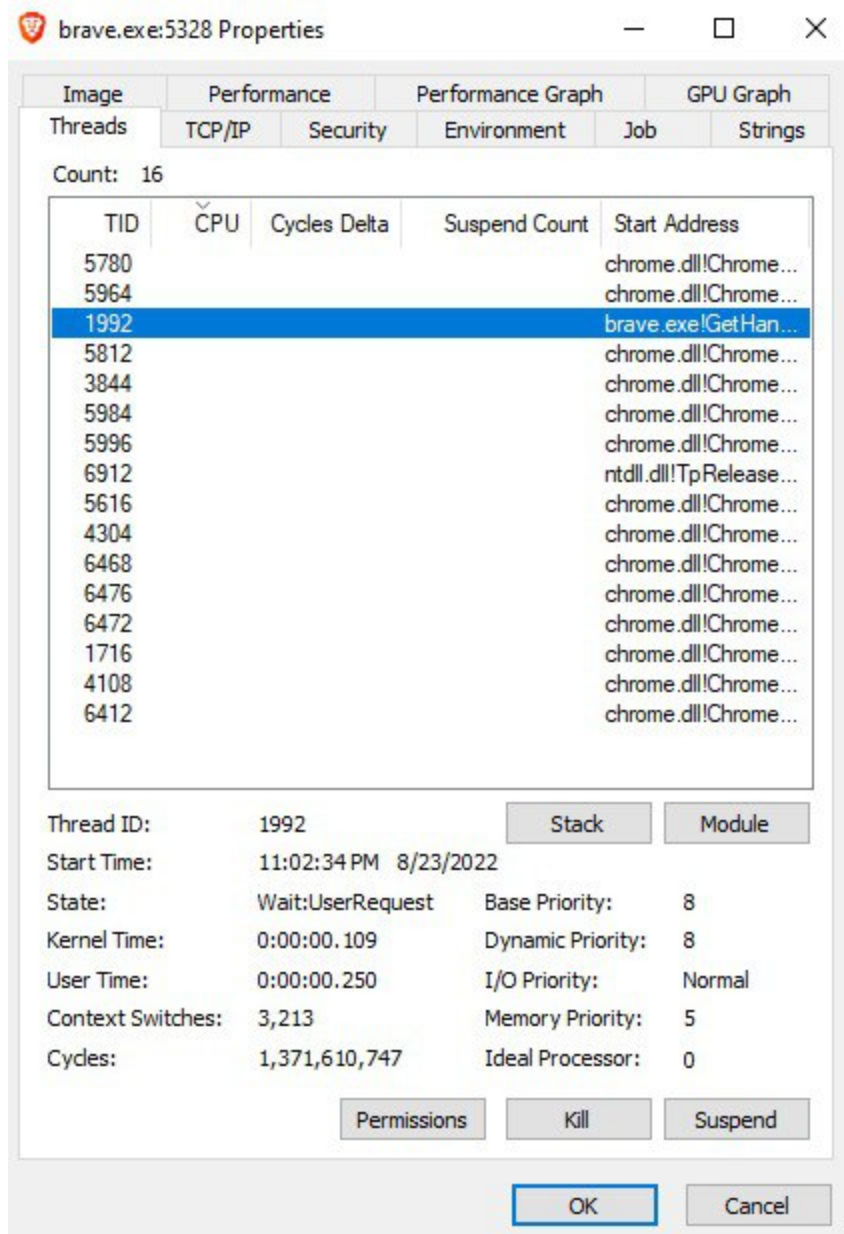 brave.exe:5328 Properties
Image Performance Performance Graph GPU Graph
Threads TCP/IP Security Environment Job Strings
Count: 16
TID CPU Cycles Delta Suspend Count Start Address
5780 chrome.dll!Chrome...
5964 chrome.dll!Chrome...
1992 brave.exe!GetHan...
5812 chrome.dll!Chrome...
3844 chrome.dll!Chrome...
5984 chrome.dll!Chrome...
5996 chrome.dll!Chrome...
6912 ntdll.dll!TpRelease...
5616 chrome.dll!Chrome...
4304 chrome.dll!Chrome...
6468 chrome.dll!Chrome...
6476 chrome.dll!Chrome...
6472 chrome.dll!Chrome...
1716 chrome.dll!Chrome...
4108 chrome.dll!Chrome...
6412 chrome.dll!Chrome...
Thread ID: 1992 Stack Module
Start Time: 11:02:34 PM 8/23/2022
State: Wait:UserRequest Base Priority: 8
Kernel Time: 0:00:00.109 Dynamic Priority: 8
User Time: 0:00:00.250 I/O Priority: Normal
Context Switches: 3,213 Memory Priority: 5
Cycles: 1,371,610,747 Ideal Processor: 0
Permissions Kill Suspend
OK Cancel